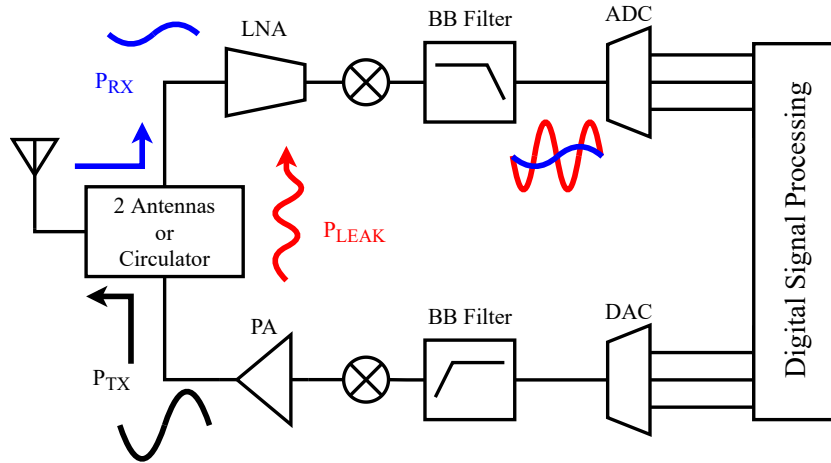 LNA
BB Filter
ADC
P_RX
2 Antennas
or
Circulator
P_LEAK
Digital Signal Processing
PA
BB Filter
DAC
P_TX